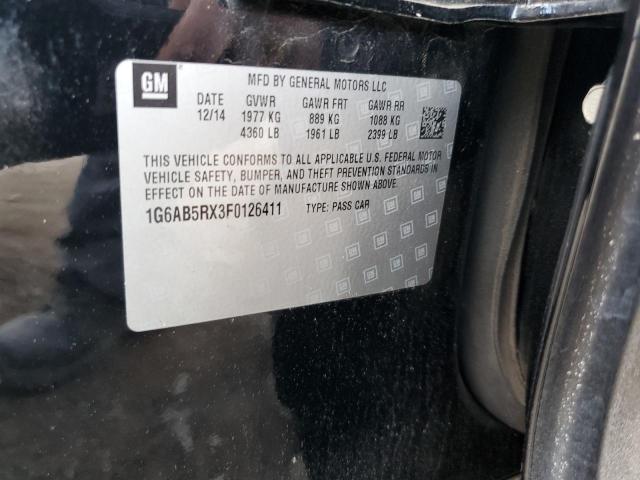 GM
MFD BY GENERAL MOTORS LLC
DATE GVWR GAWR FRT GAWR RR
12/14 1977 KG 889 KG 1088 KG
4360 LB 1961 LB 2399 LB
THIS VEHICLE CONFORMS TO ALL APPLICABLE U.S. FEDERAL MOTOR
VEHICLE SAFETY, BUMPER, AND THEFT PREVENTION STANDARDS IN
EFFECT ON THE DATE OF MANUFACTURE SHOWN ABOVE.
1G6AB5RX3F0126411 TYPE: PASS CAR